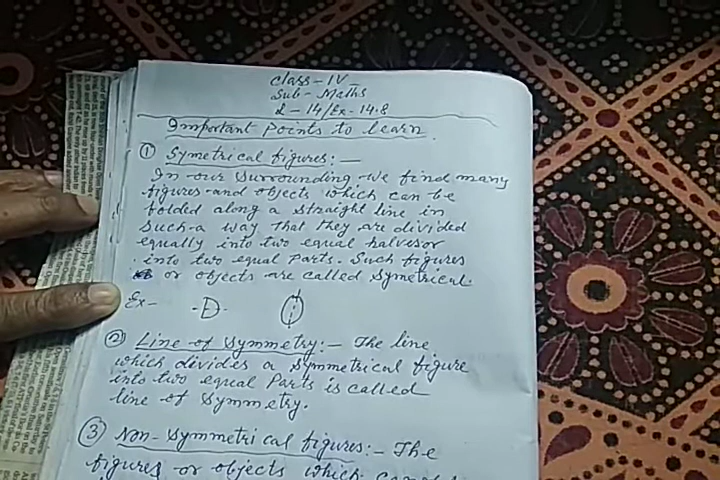 Class - IV
Sub - Maths
L - 14/Ex - 14.8
Important points to learn
① Symetrical figures: —
In our surrounding we find many
figures and objects which can be
folded along a straight line in
such a way that they are divided
equally into two equal halvesor
into two equal parts. Such figures
or objects are called symetrical.
Ex - D
② Line of symmetry: - The line
which divides a symmetrical figure
into two equal parts is called
line of symmetry.
③ Non - symmetrical figures: - The
figures or objects which